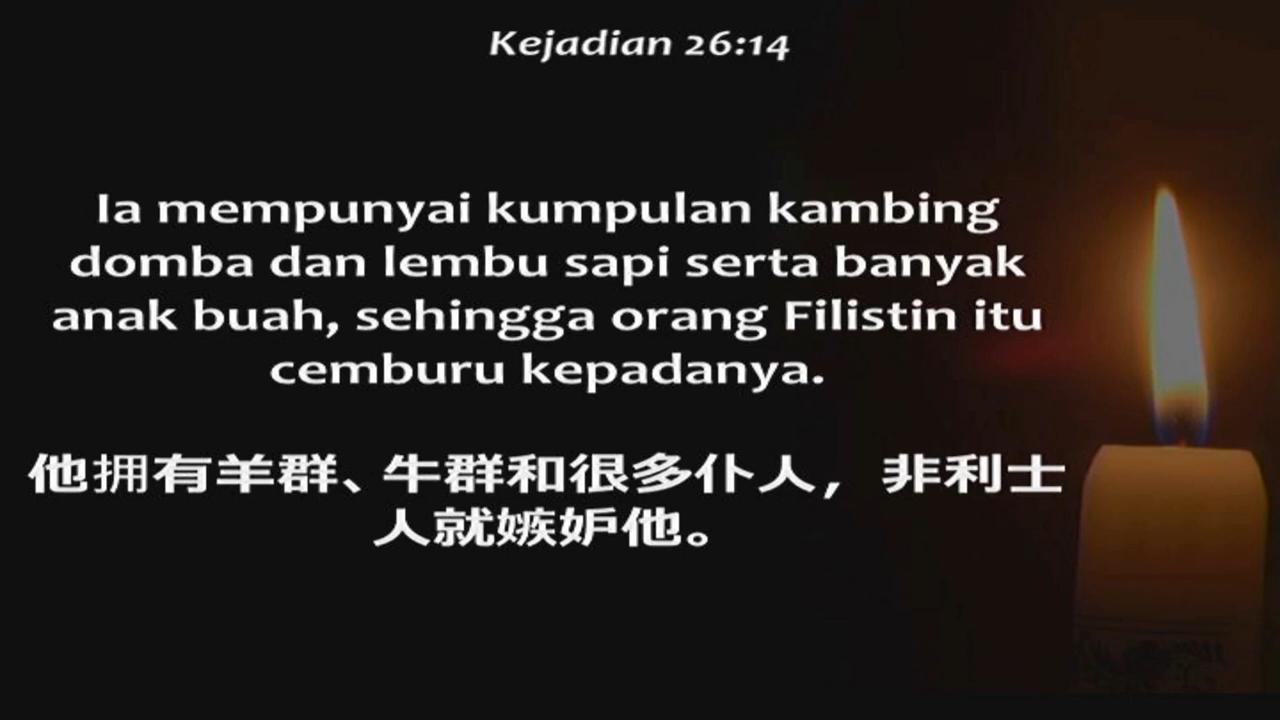 Kejadian 26:14
Ia mempunyai kumpulan kambing
domba dan lembu sapi serta banyak
anak buah, sehingga orang Filistin itu
cemburu kepadanya.
他拥有羊群、牛群和很多仆人，非利士
人就嫉妒他。